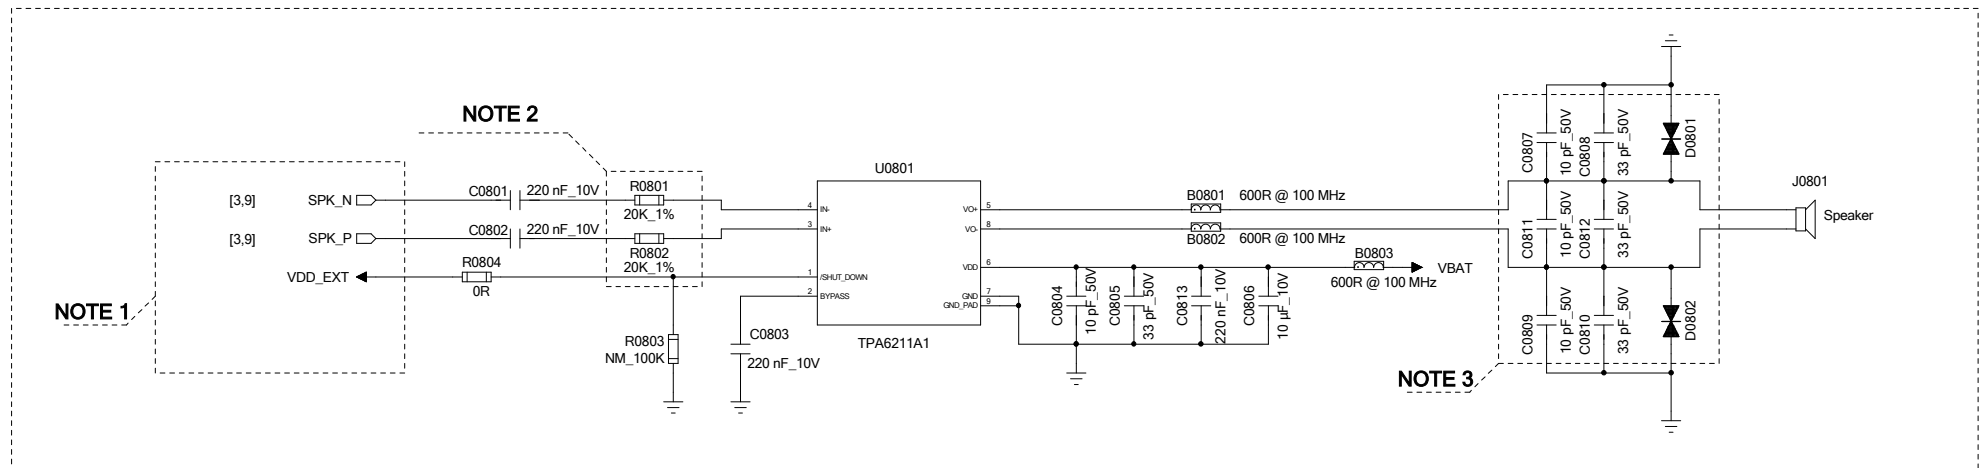 NOTE 1
[3,9]
SPK_N
[3,9]
SPK_P
VDD_EXT
R0804
0R
C0801
220 nF_10V
C0802
220 nF_10V
NOTE 2
R0801
20K_1%
R0802
20K_1%
R0803
NM_100K
C0803
220 nF_10V
U0801
4
IN-
3
IN+
1
/SHUT_DOWN
2
BYPASS
VO+
5
VO-
8
VDD
6
GND
7
GND_PAD
9
TPA6211A1
B0801
600R @ 100 MHz
B0802
600R @ 100 MHz
B0803
600R @ 100 MHz
VBAT
C0804
10 pF_50V
C0805
33 pF_50V
C0813
220 nF_10V
C0806
10 µF_10V
NOTE 3
C0807
10 pF_50V
C0808
33 pF_50V
D0801
C0811
10 pF_50V
C0812
33 pF_50V
C0809
10 pF_50V
C0810
33 pF_50V
D0802
J0801
Speaker